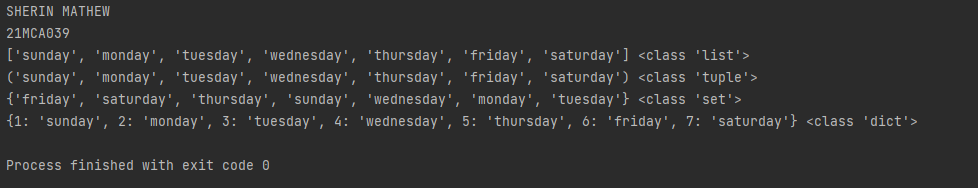 SHERIN MATHEW
21MCA039
['sunday', 'monday', 'tuesday', 'wednesday', 'thursday', 'friday', 'saturday'] <class 'list'>
('sunday', 'monday', 'tuesday', 'wednesday', 'thursday', 'friday', 'saturday') <class 'tuple'>
{'friday', 'saturday', 'thursday', 'sunday', 'wednesday', 'monday', 'tuesday'} <class 'set'>
{1: 'sunday', 2: 'monday', 3: 'tuesday', 4: 'wednesday', 5: 'thursday', 6: 'friday', 7: 'saturday'} <class 'dict'>
Process finished with exit code 0